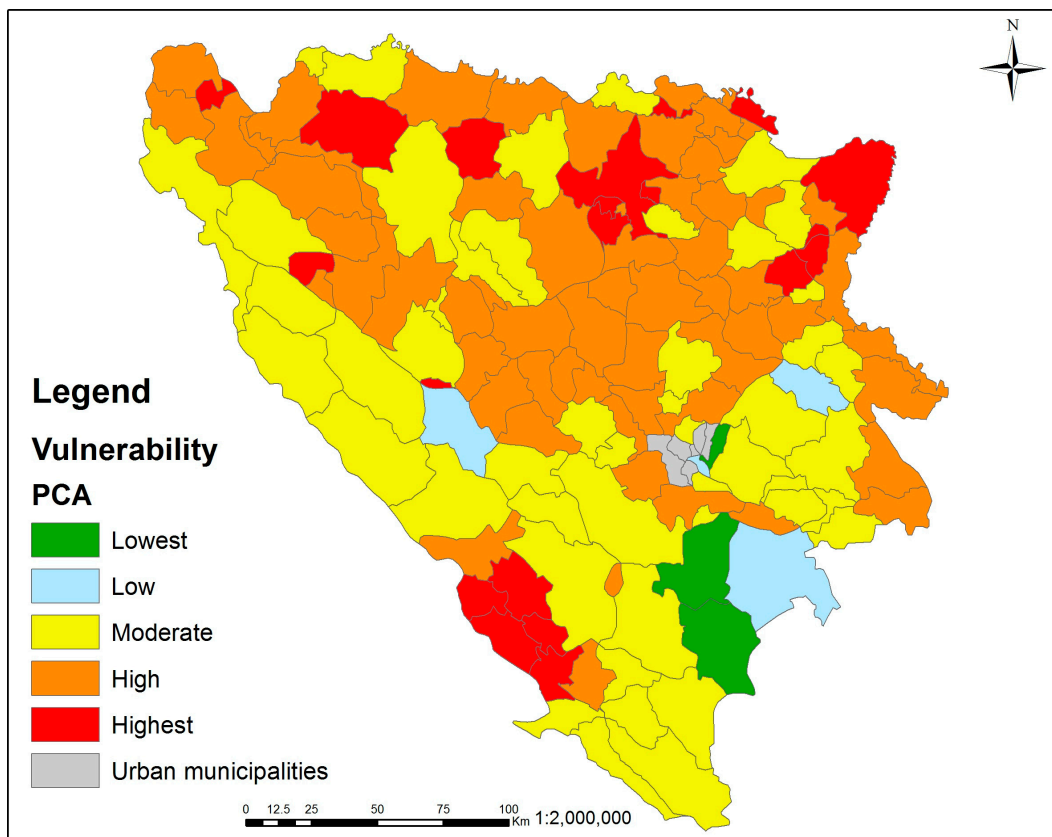 N
Legend
Vulnerability
PCA
Lowest
Low
Moderate
High
Highest
Urban municipalities
0 12.5 25 50 75 100
Km 1:2,000,000